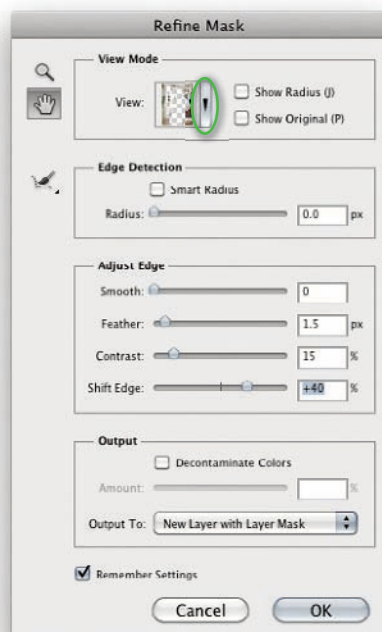 Refine Mask
View Mode
View:
Show Radius (J)
Show Original (P)
Edge Detection
Smart Radius
Radius: 0.0 px
Adjust Edge
Smooth: 0
Feather: 1.5 px
Contrast: 15 %
Shift Edge: +40 %
Output
Decontaminate Colors
Amount: %
Output To: New Layer with Layer Mask
Remember Settings
Cancel OK